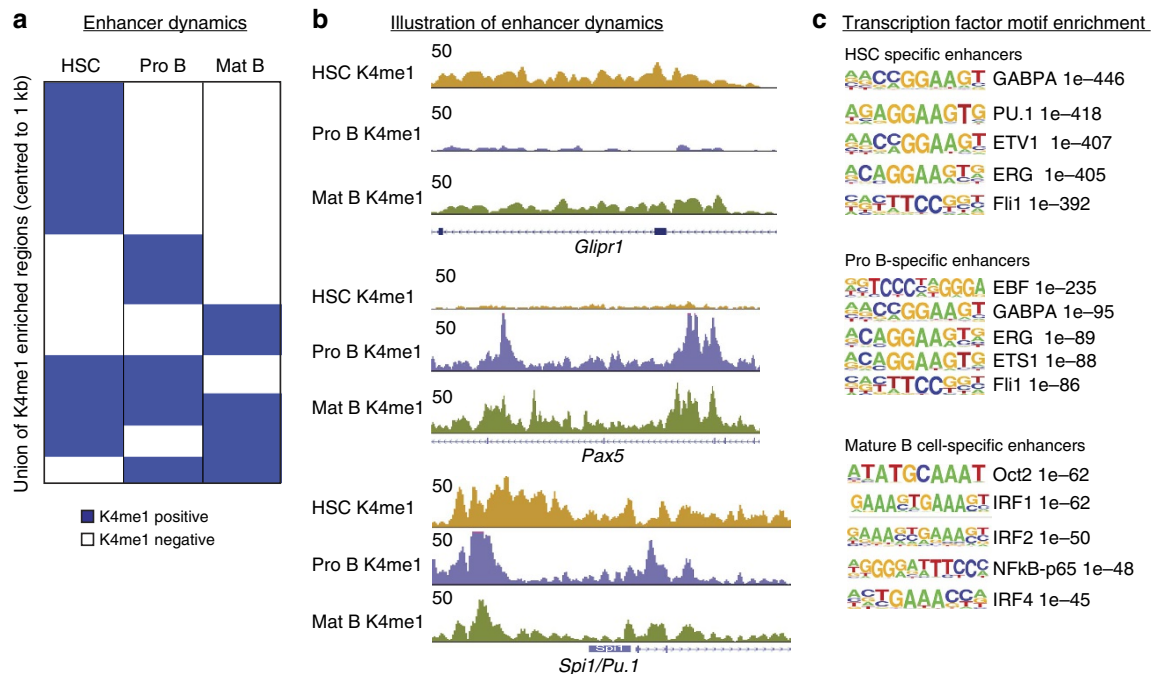 a
Enhancer dynamics
HSC
Pro B
Mat B
Union of K4me1 enriched regions (centred to 1 kb)
K4me1 positive
K4me1 negative
b
Illustration of enhancer dynamics
50
HSC K4me1
50
Pro B K4me1
50
Mat B K4me1
Glipr1
50
HSC K4me1
50
Pro B K4me1
50
Mat B K4me1
Pax5
50
HSC K4me1
50
Pro B K4me1
50
Mat B K4me1
Spi1
Spi1/Pu.1
c
Transcription factor motif enrichment
HSC specific enhancers
GABPA 1e–446
AGAGGAAGTG PU.1 1e–418
ETV1 1e–407
ERG 1e–405
Fli1 1e–392
Pro B-specific enhancers
EBF 1e–235
GABPA 1e–95
ERG 1e–89
ACAGGAAGTG ETS1 1e–88
Fli1 1e–86
Mature B cell-specific enhancers
ATATGCAAAT Oct2 1e–62
IRF1 1e–62
IRF2 1e–50
NFkB-p65 1e–48
IRF4 1e–45